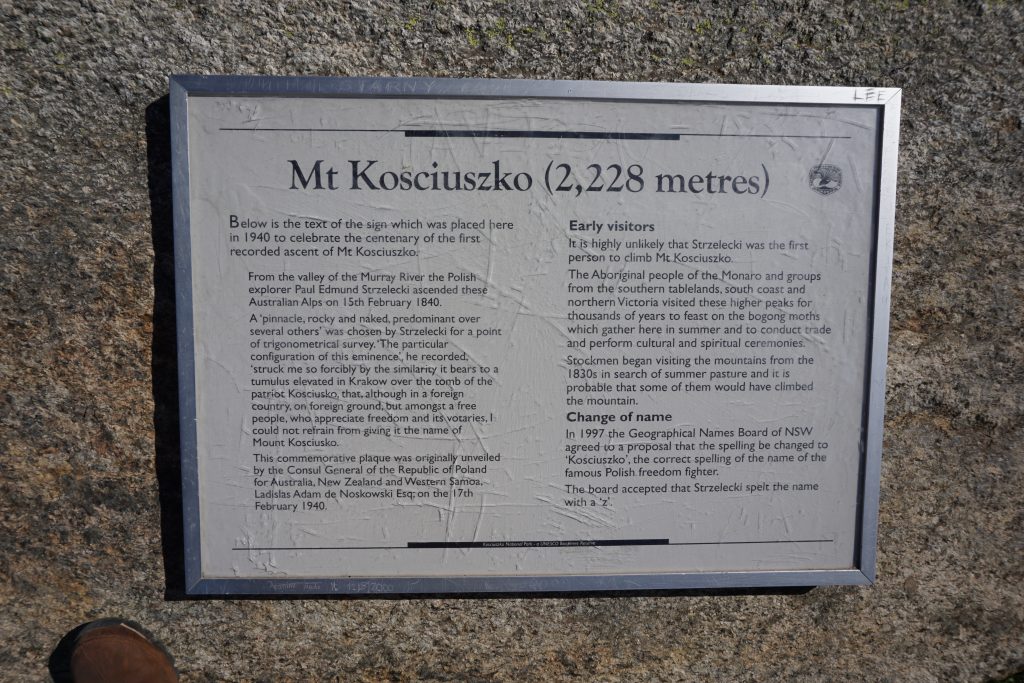 LEE
Mt Kosciuszko (2,228 metres)
Below is the text of the sign which was placed here
in 1940 to celebrate the centenary of the first
recorded ascent of Mt Kosciuszko.
From the valley of the Murray River the Polish
explorer Paul Edmund Strzelecki ascended these
Australian Alps on 15th February 1840.
A 'pinnacle, rocky and naked, predominant over
several others' was chosen by Strzelecki for a point
of trigonometrical survey. 'The particular
configuration of this eminence', he recorded,
'struck me so forcibly by the similarity it bears to a
tumulus elevated in Krakow over the tomb of the
patriot Kosciusko, that, although in a foreign
country, on foreign ground, but amongst a free
people, who appreciate freedom and its votaries, I
could not refrain from giving it the name of
Mount Kosciusko.
This commemorative plaque was originally unveiled
by the Consul General of the Republic of Poland
for Australia, New Zealand and Western Samoa,
Ladislas Adam de Noskowski Esq; on the 17th
February 1940.
Early visitors
It is highly unlikely that Strzelecki was the first
person to climb Mt Kosciuszko.
The Aboriginal people of the Monaro and groups
from the southern tablelands, south coast and
northern Victoria visited these higher peaks for
thousands of years to feast on the bogong moths
which gather here in summer and to conduct trade
and perform cultural and spiritual ceremonies.
Stockmen began visiting the mountains from the
1830s in search of summer pasture and it is
probable that some of them would have climbed
the mountain.
Change of name
In 1997 the Geographical Names Board of NSW
agreed to a proposal that the spelling be changed to
'Kosciuszko', the correct spelling of the name of the
famous Polish freedom fighter.
The board accepted that Strzelecki spelt the name
with a 'z'.
Kosciuszko National Park - a UNESCO Biosphere Reserve